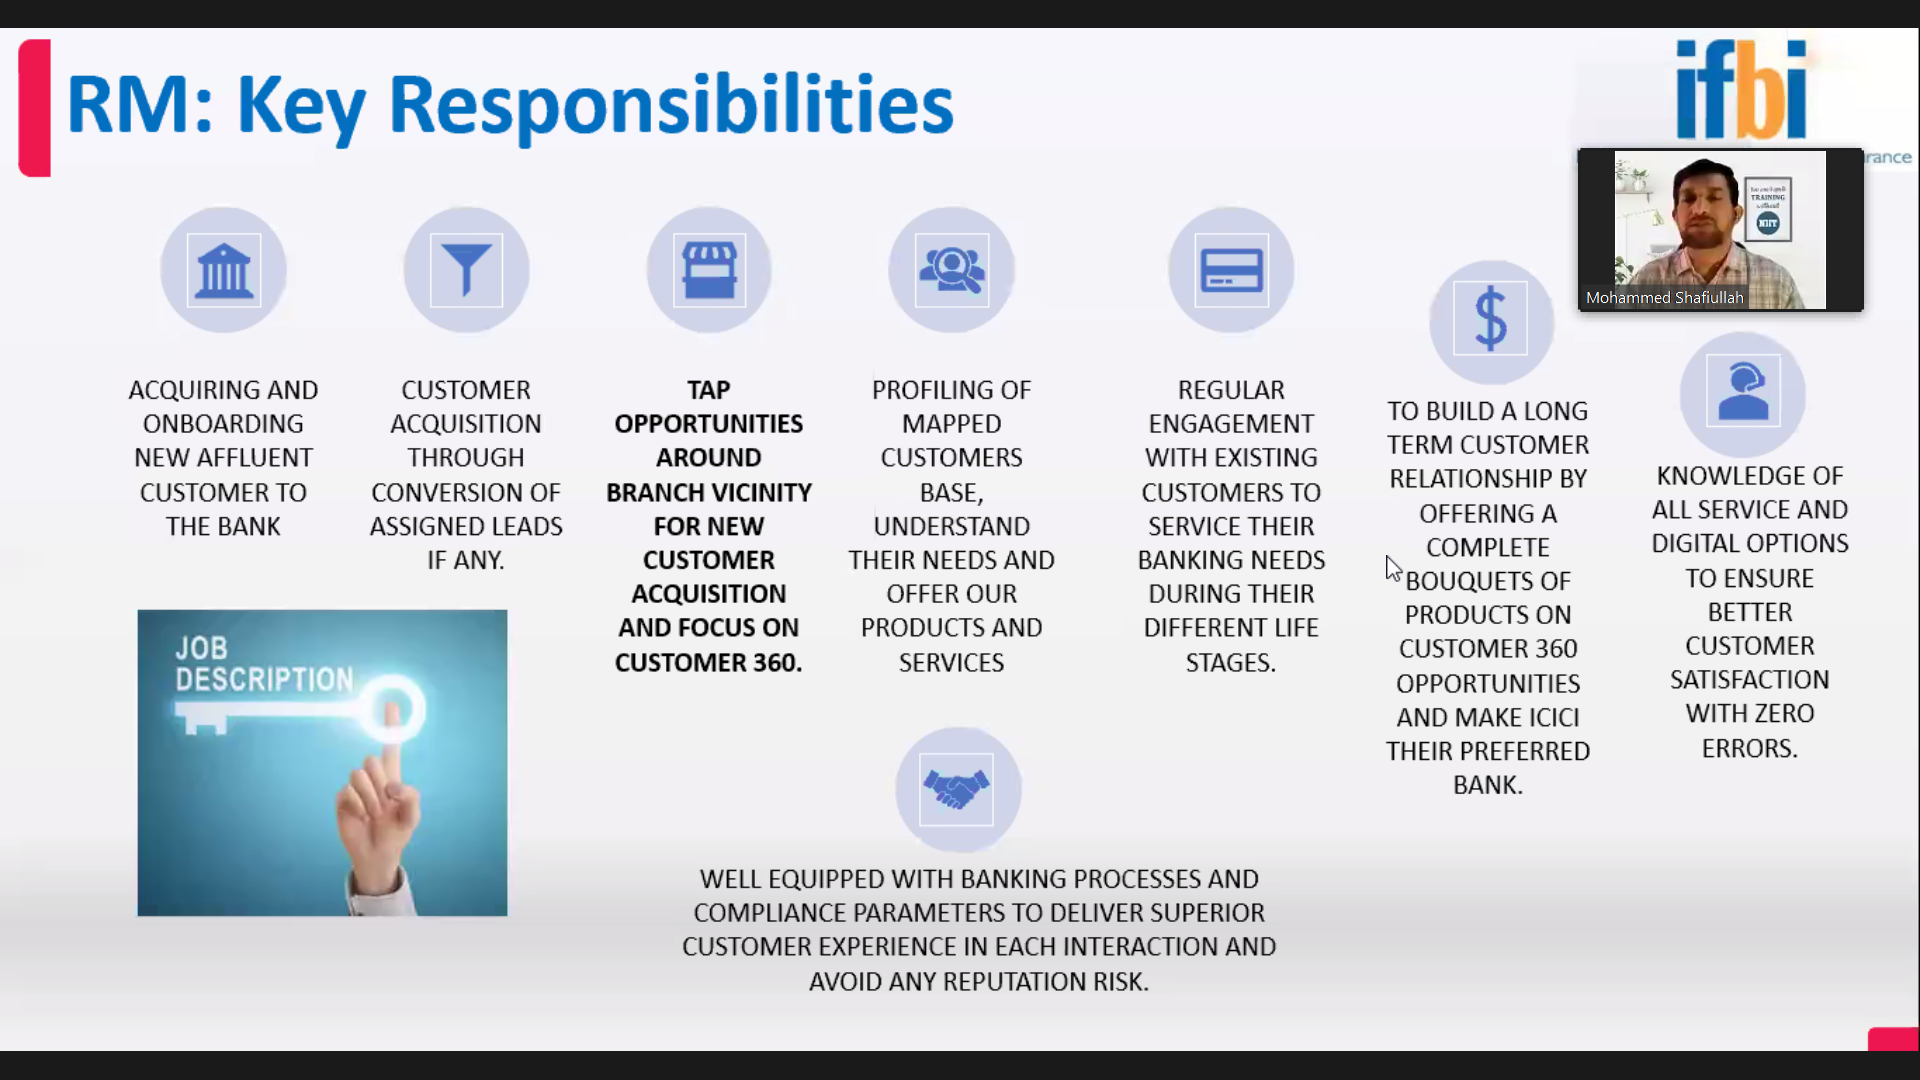 RM: Key Responsibilities
ifbi
rance
TRAINING
without
NIIT
Mohammed Shafiullah
ACQUIRING AND
ONBOARDING
NEW AFFLUENT
CUSTOMER TO
THE BANK
CUSTOMER
ACQUISITION
THROUGH
CONVERSION OF
ASSIGNED LEADS
IF ANY.
TAP
OPPORTUNITIES
AROUND
BRANCH VICINITY
FOR NEW
CUSTOMER
ACQUISITION
AND FOCUS ON
CUSTOMER 360.
PROFILING OF
MAPPED
CUSTOMERS
BASE,
UNDERSTAND
THEIR NEEDS AND
OFFER OUR
PRODUCTS AND
SERVICES
REGULAR
ENGAGEMENT
WITH EXISTING
CUSTOMERS TO
SERVICE THEIR
BANKING NEEDS
DURING THEIR
DIFFERENT LIFE
STAGES.
$
TO BUILD A LONG
TERM CUSTOMER
RELATIONSHIP BY
OFFERING A
COMPLETE
BOUQUETS OF
PRODUCTS ON
CUSTOMER 360
OPPORTUNITIES
AND MAKE ICICI
THEIR PREFERRED
BANK.
KNOWLEDGE OF
ALL SERVICE AND
DIGITAL OPTIONS
TO ENSURE
BETTER
CUSTOMER
SATISFACTION
WITH ZERO
ERRORS.
JOB
DESCRIPTION
WELL EQUIPPED WITH BANKING PROCESSES AND
COMPLIANCE PARAMETERS TO DELIVER SUPERIOR
CUSTOMER EXPERIENCE IN EACH INTERACTION AND
AVOID ANY REPUTATION RISK.